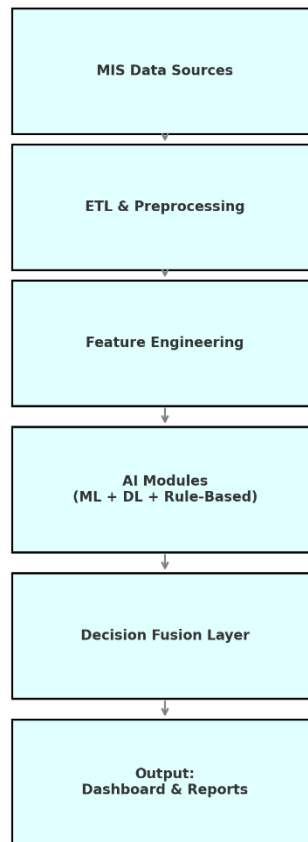 MIS Data Sources
ETL & Preprocessing
Feature Engineering
AI Modules
(ML + DL + Rule-Based)
Decision Fusion Layer
Output:
Dashboard & Reports